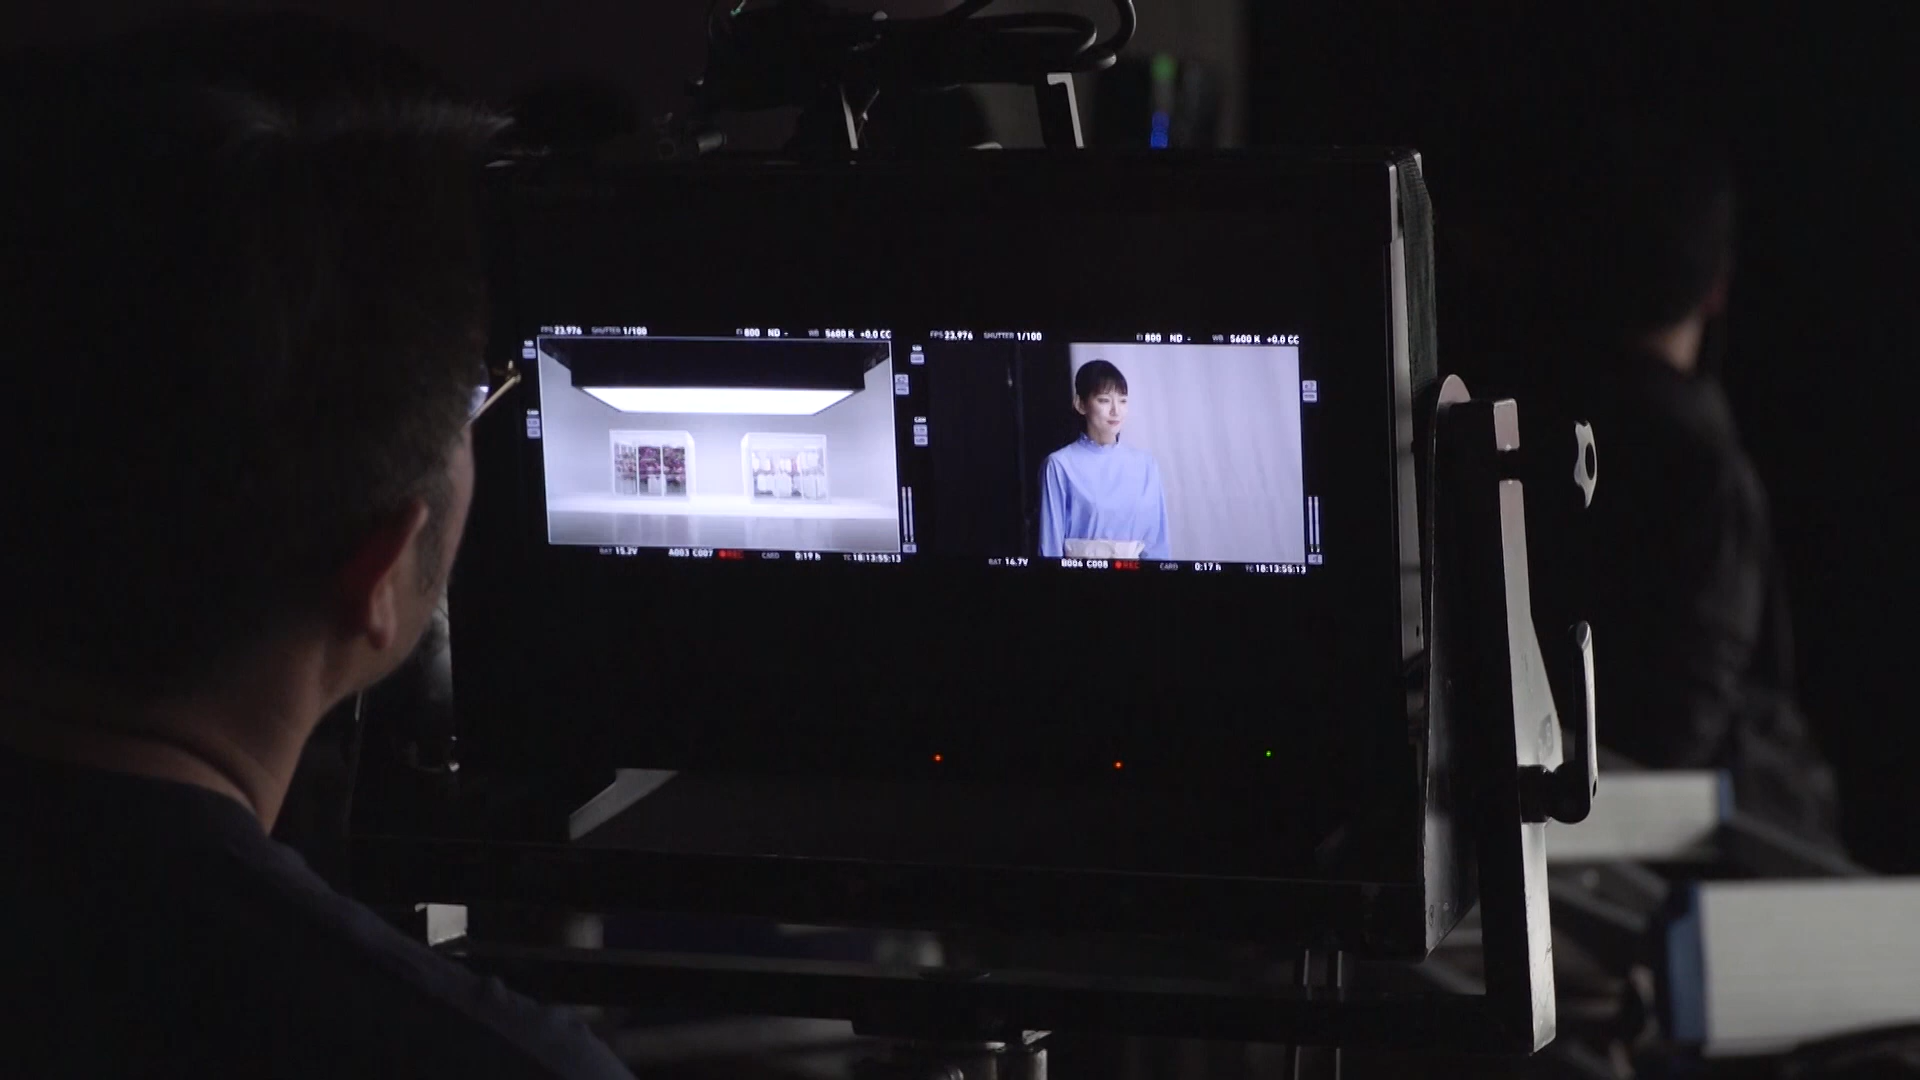 FPS 23.976 SHUTTER 1/100 EI 800 ND - WB 5600 K +0.0 CC
BAT 15.2V A003 C007 REC CARD 0:19 h TC 18:13:55:13
FPS 23.976 SHUTTER 1/100 EI 800 ND - WB 5600 K +0.0 CC
BAT 14.7V B006 C008 REC CARD 0:17 h TC 18:13:55:13